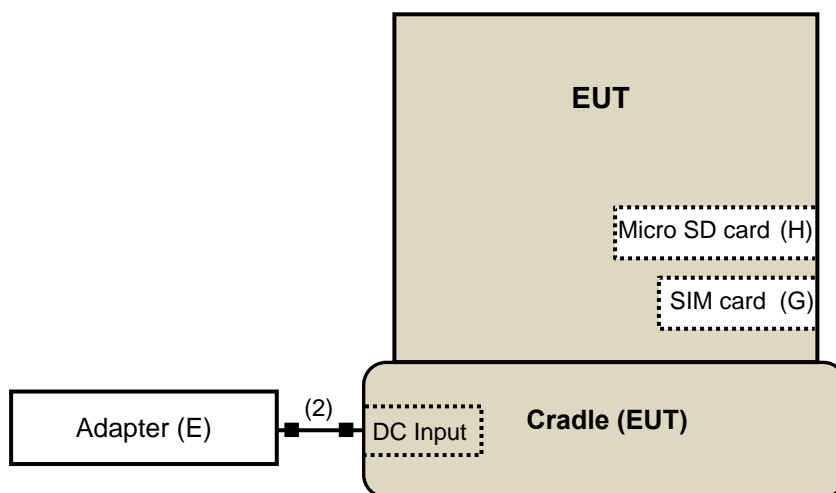 EUT
Micro SD card (H)
SIM card (G)
(2)
Adapter (E)
DC Input
Cradle (EUT)